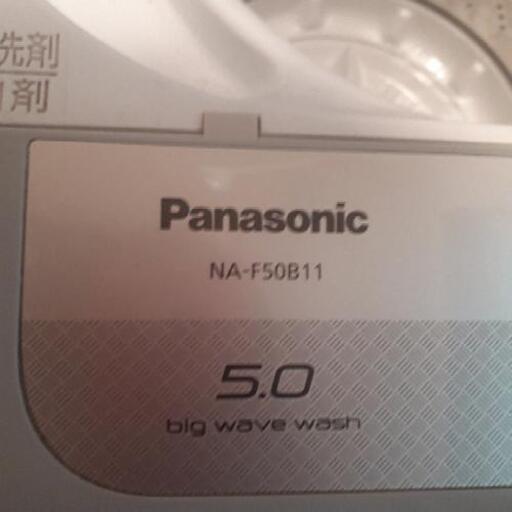 洗剤
剤
Panasonic
NA-F50B11
5.0
big wave wash